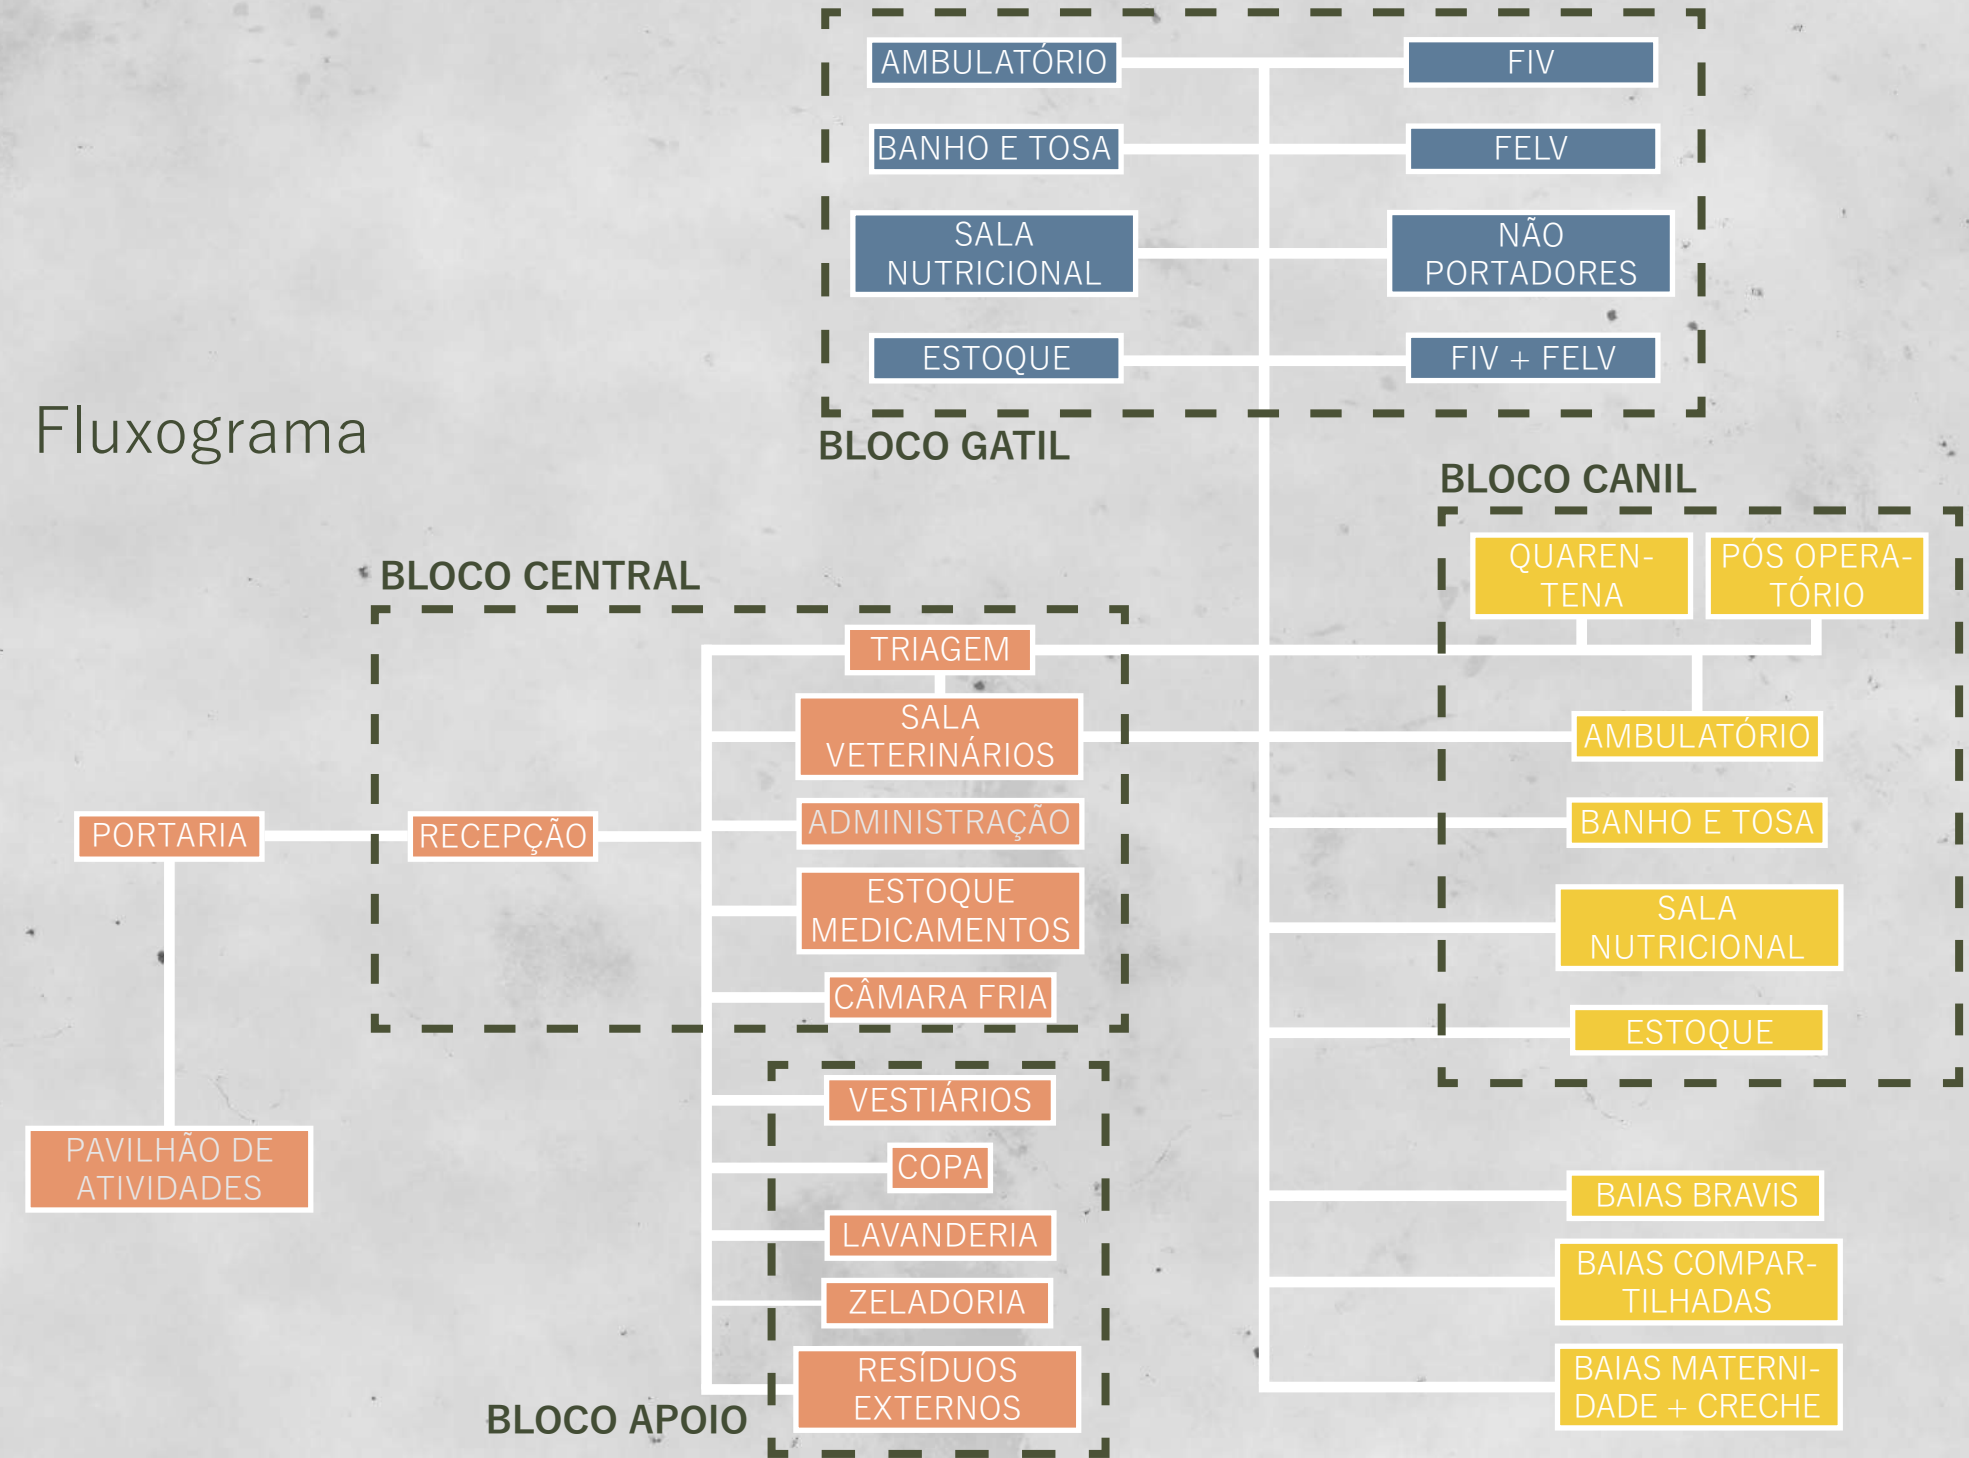 AMBULATÓRIO
FIV
BANHO E TOSA
FELV
SALA
NUTRICIONAL
NÃO
PORTADORES
ESTOQUE
FIV + FELV
BLOCO GATIL
Fluxograma
BLOCO CANIL
QUAREN-
TENA
PÓS OPERA-
TÓRIO
BLOCO CENTRAL
TRIAGEM
SALA
VETERINÁRIOS
AMBULATÓRIO
PORTARIA
RECEPÇÃO
ADMINISTRAÇÃO
BANHO E TOSA
ESTOQUE
MEDICAMENTOS
SALA
NUTRICIONAL
CÂMARA FRIA
ESTOQUE
VESTIÁRIOS
PAVILHÃO DE
ATIVIDADES
COPA
BAIAS BRAVIS
LAVANDERIA
BAIAS COMPAR-
TILHADAS
ZELADORIA
RESÍDUOS
EXTERNOS
BAIAS MATERNI-
DADE + CRECHE
BLOCO APOIO